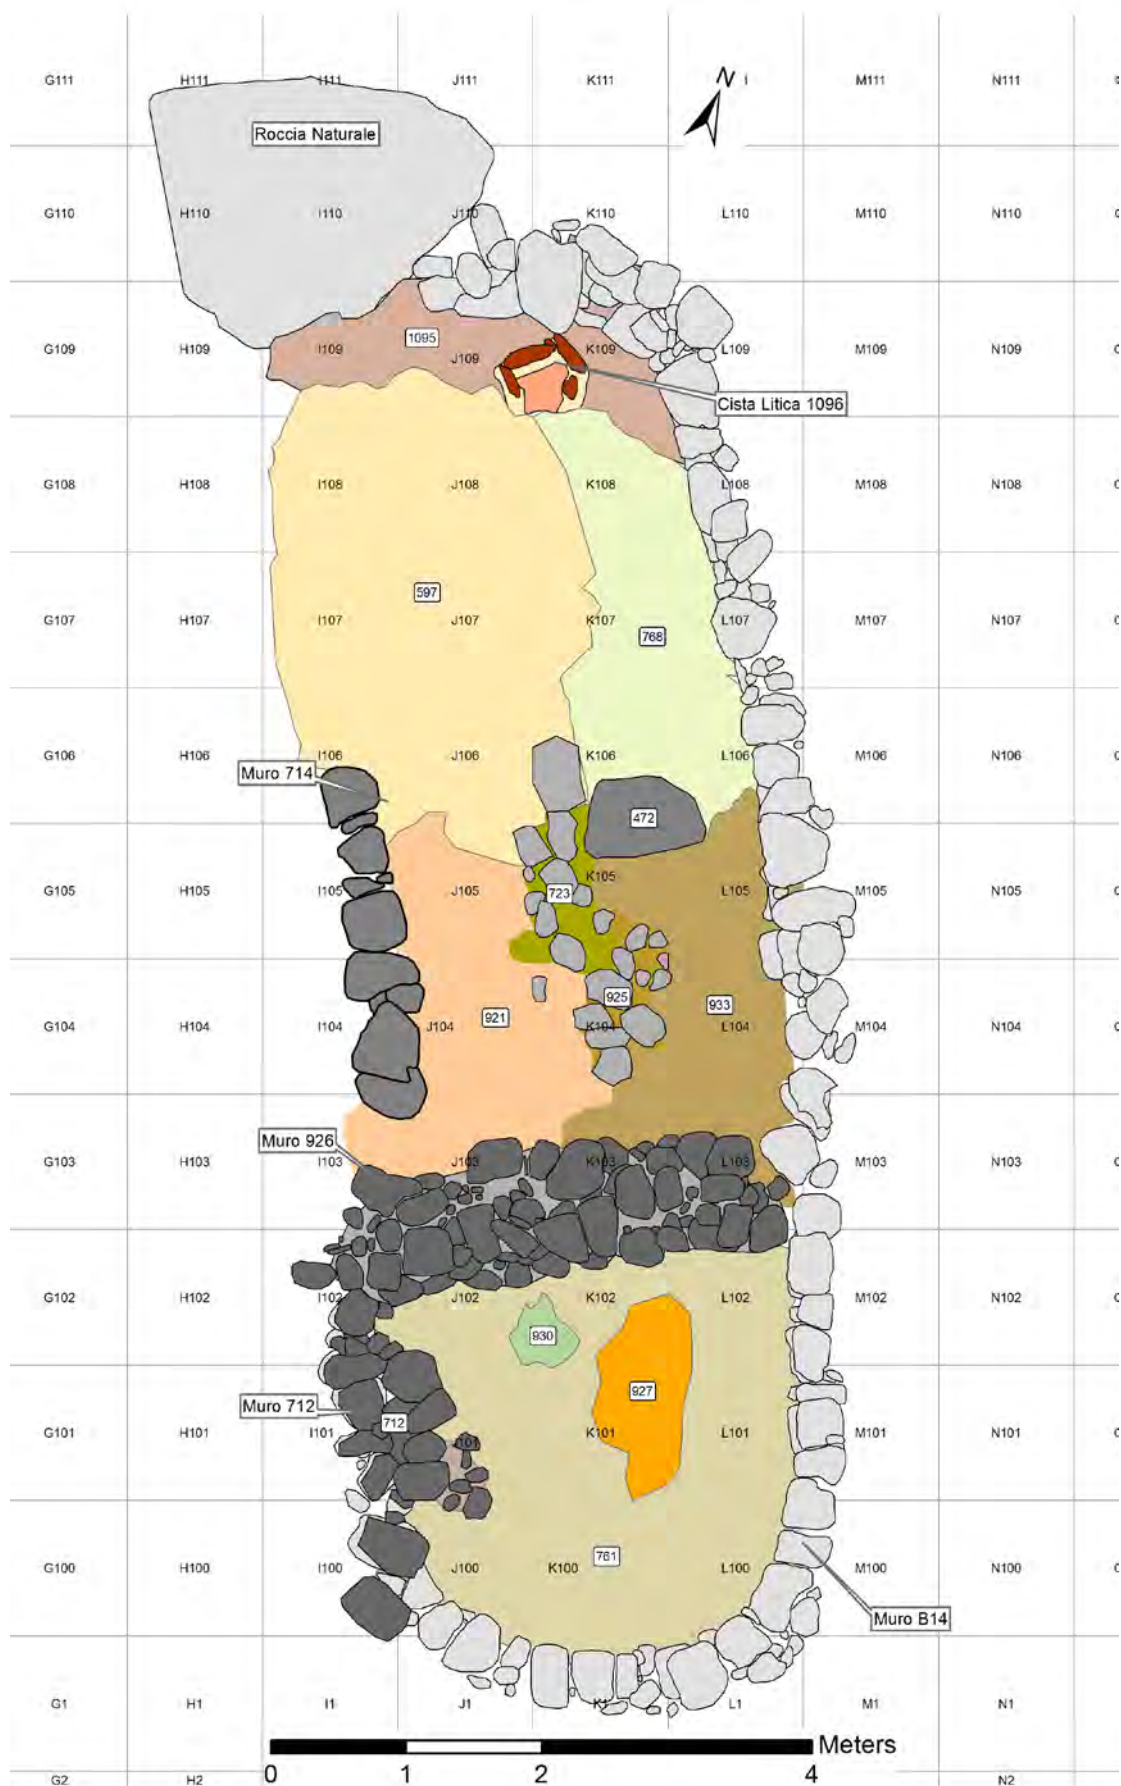 G111 H111 I111 J111 K111 N M111 N111
Roccia Naturale
G110 H110 I110 J110 K110 L110 M110 N110
G109 H109 I109 1095 J109 K109 L109 M109 N109
Cista Litica 1096
G108 H108 I108 J108 K108 L108 M108 N108
597
G107 H107 I107 J107 K107 L107 M107 N107
768
G106 H106 I106 J106 K106 L106 M106 N106
Muro 714
472
G105 H105 I105 J105 K105 L105 M105 N105
723
925 933
G104 H104 I104 J104 921 K104 L104 M104 N104
Muro 926
G103 H103 I103 J103 K103 L103 M103 N103
G102 H102 I102 J102 K102 L102 M102 N102
930
927
Muro 712
712
G101 H101 I101 K101 L101 M101 N101
761
G100 H100 I100 J100 K100 L100 M100 N100
Muro B14
G1 H1 I1 J1 K1 L1 M1 N1
Meters
G2 H2 0 1 2 4 N2